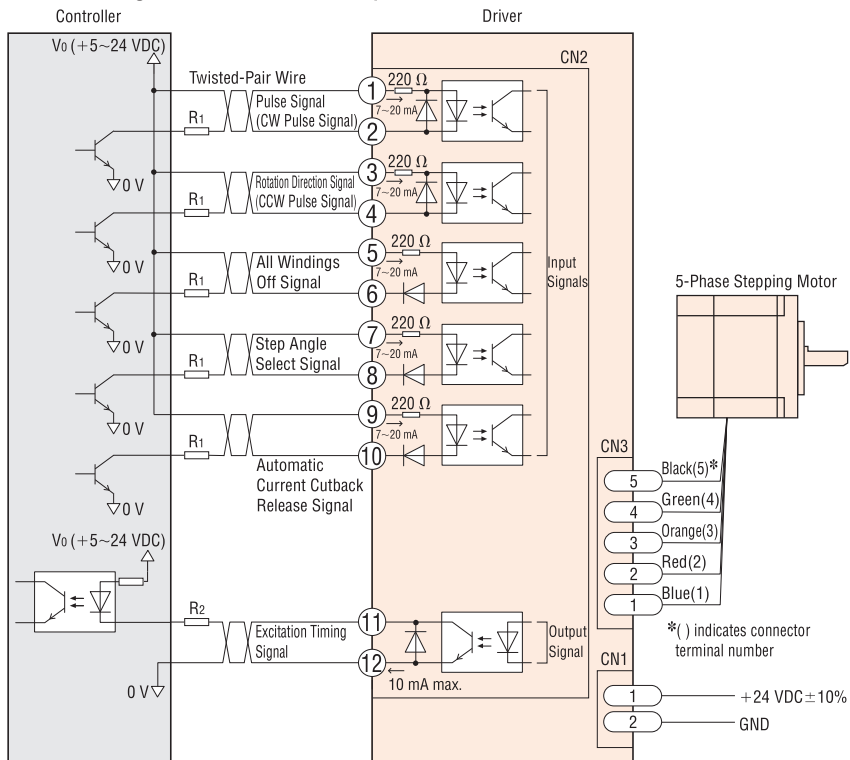 Controller
Driver
V0 (+5~24 VDC)
CN2
Twisted-Pair Wire
R1
Pulse Signal
(CW Pulse Signal)
1
2
220 Ω
7~20 mA
0 V
R1
Rotation Direction Signal
(CCW Pulse Signal)
3
4
220 Ω
7~20 mA
0 V
R1
All Windings
Off Signal
5
6
220 Ω
7~20 mA
Input
Signals
0 V
R1
Step Angle
Select Signal
7
8
220 Ω
7~20 mA
0 V
R1
Automatic
Current Cutback
Release Signal
9
10
220 Ω
7~20 mA
0 V
5-Phase Stepping Motor
CN3
5
Black(5)*
4
Green(4)
3
Orange(3)
2
Red(2)
1
Blue(1)
*( ) indicates connector
terminal number
V0 (+5~24 VDC)
R2
Excitation Timing
Signal
11
12
10 mA max.
Output
Signal
0 V
CN1
1
+24 VDC±10%
2
GND